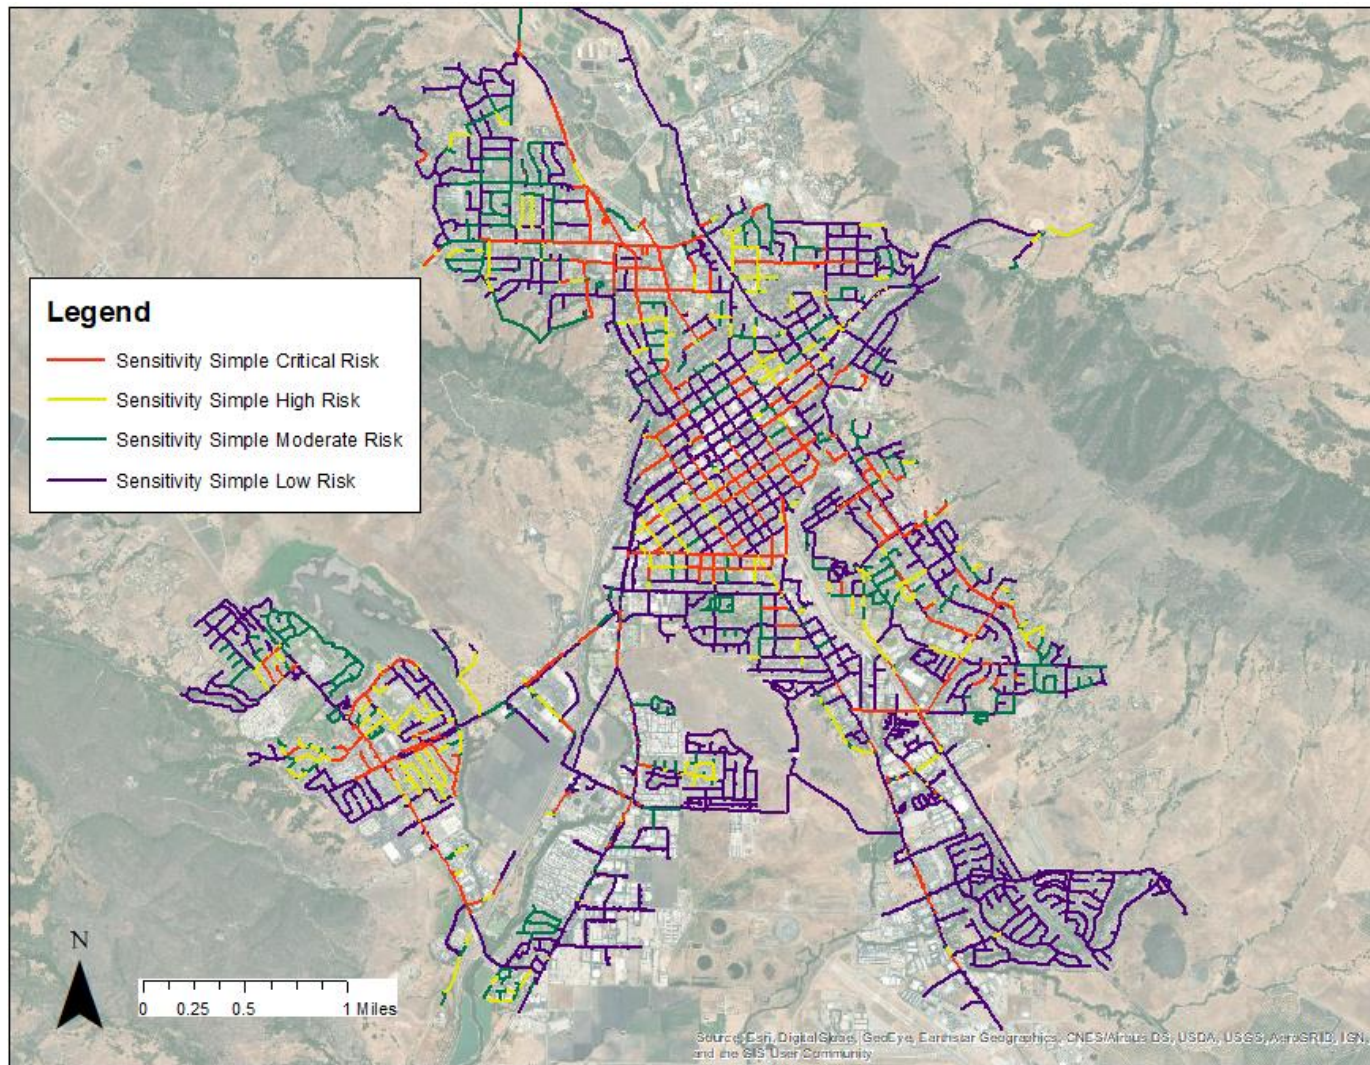 Legend
Sensitivity Simple Critical Risk
Sensitivity Simple High Risk
Sensitivity Simple Moderate Risk
Sensitivity Simple Low Risk
N
0 0.25 0.5 1 Miles
Source: Esri, DigitalGlobe, GeoEye, Earthstar Geographics, CNES/Airbus DS, USDA, USGS, AeroGRID, IGN,
and the GIS User Community